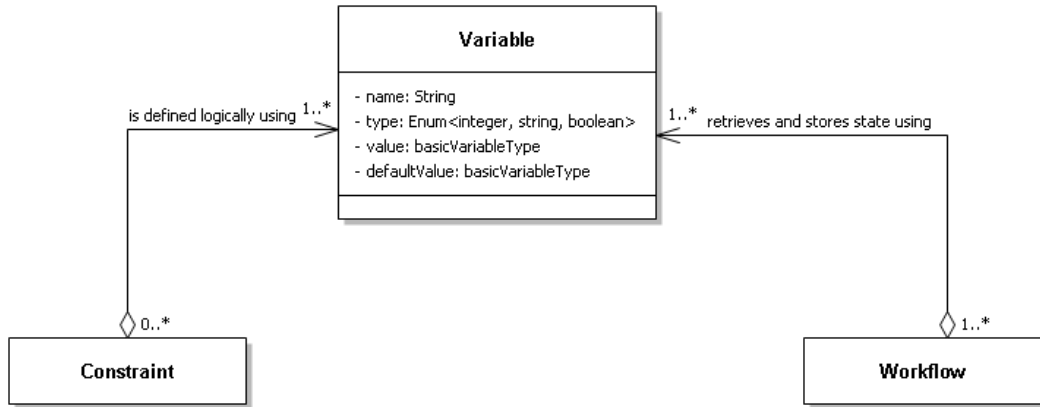 Variable
- name: String
- type: Enum<integer, string, boolean>
- value: basicVariableType
- defaultValue: basicVariableType
is defined logically using
1..*
1..*
retrieves and stores state using
0..*
1..*
Constraint
Workflow